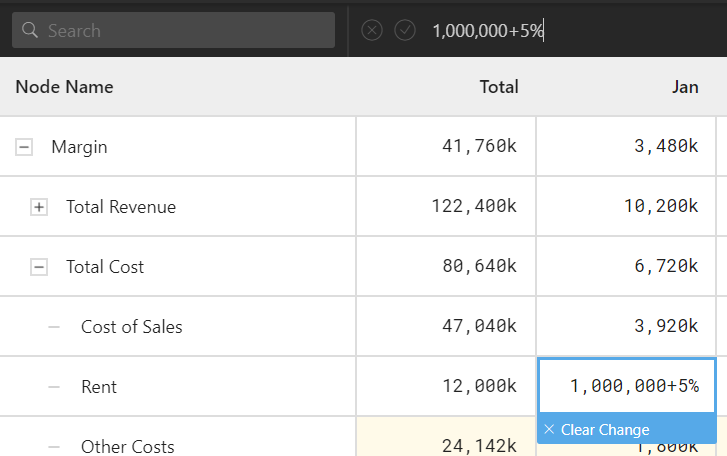 Search 1,000,000+5%
Node Name Total Jan
Margin 41,760k 3,480k
Total Revenue 122,400k 10,200k
Total Cost 80,640k 6,720k
Cost of Sales 47,040k 3,920k
Rent 12,000k 1,000,000+5%
Clear Change
Other Costs 24,142k 1,800k